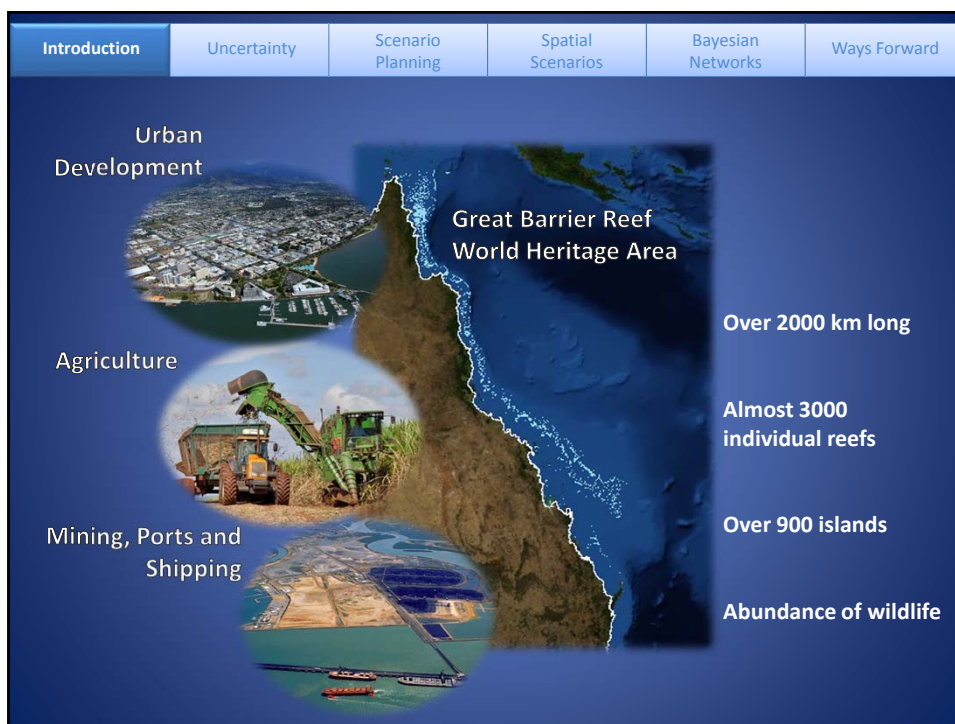 Introduction
Uncertainty
Scenario
Planning
Spatial
Scenarios
Bayesian
Networks
Ways Forward
Urban
Development
Great Barrier Reef
World Heritage Area
Over 2000 km long
Agriculture
Almost 3000
individual reefs
Mining, Ports and
Shipping
Over 900 islands
Abundance of wildlife